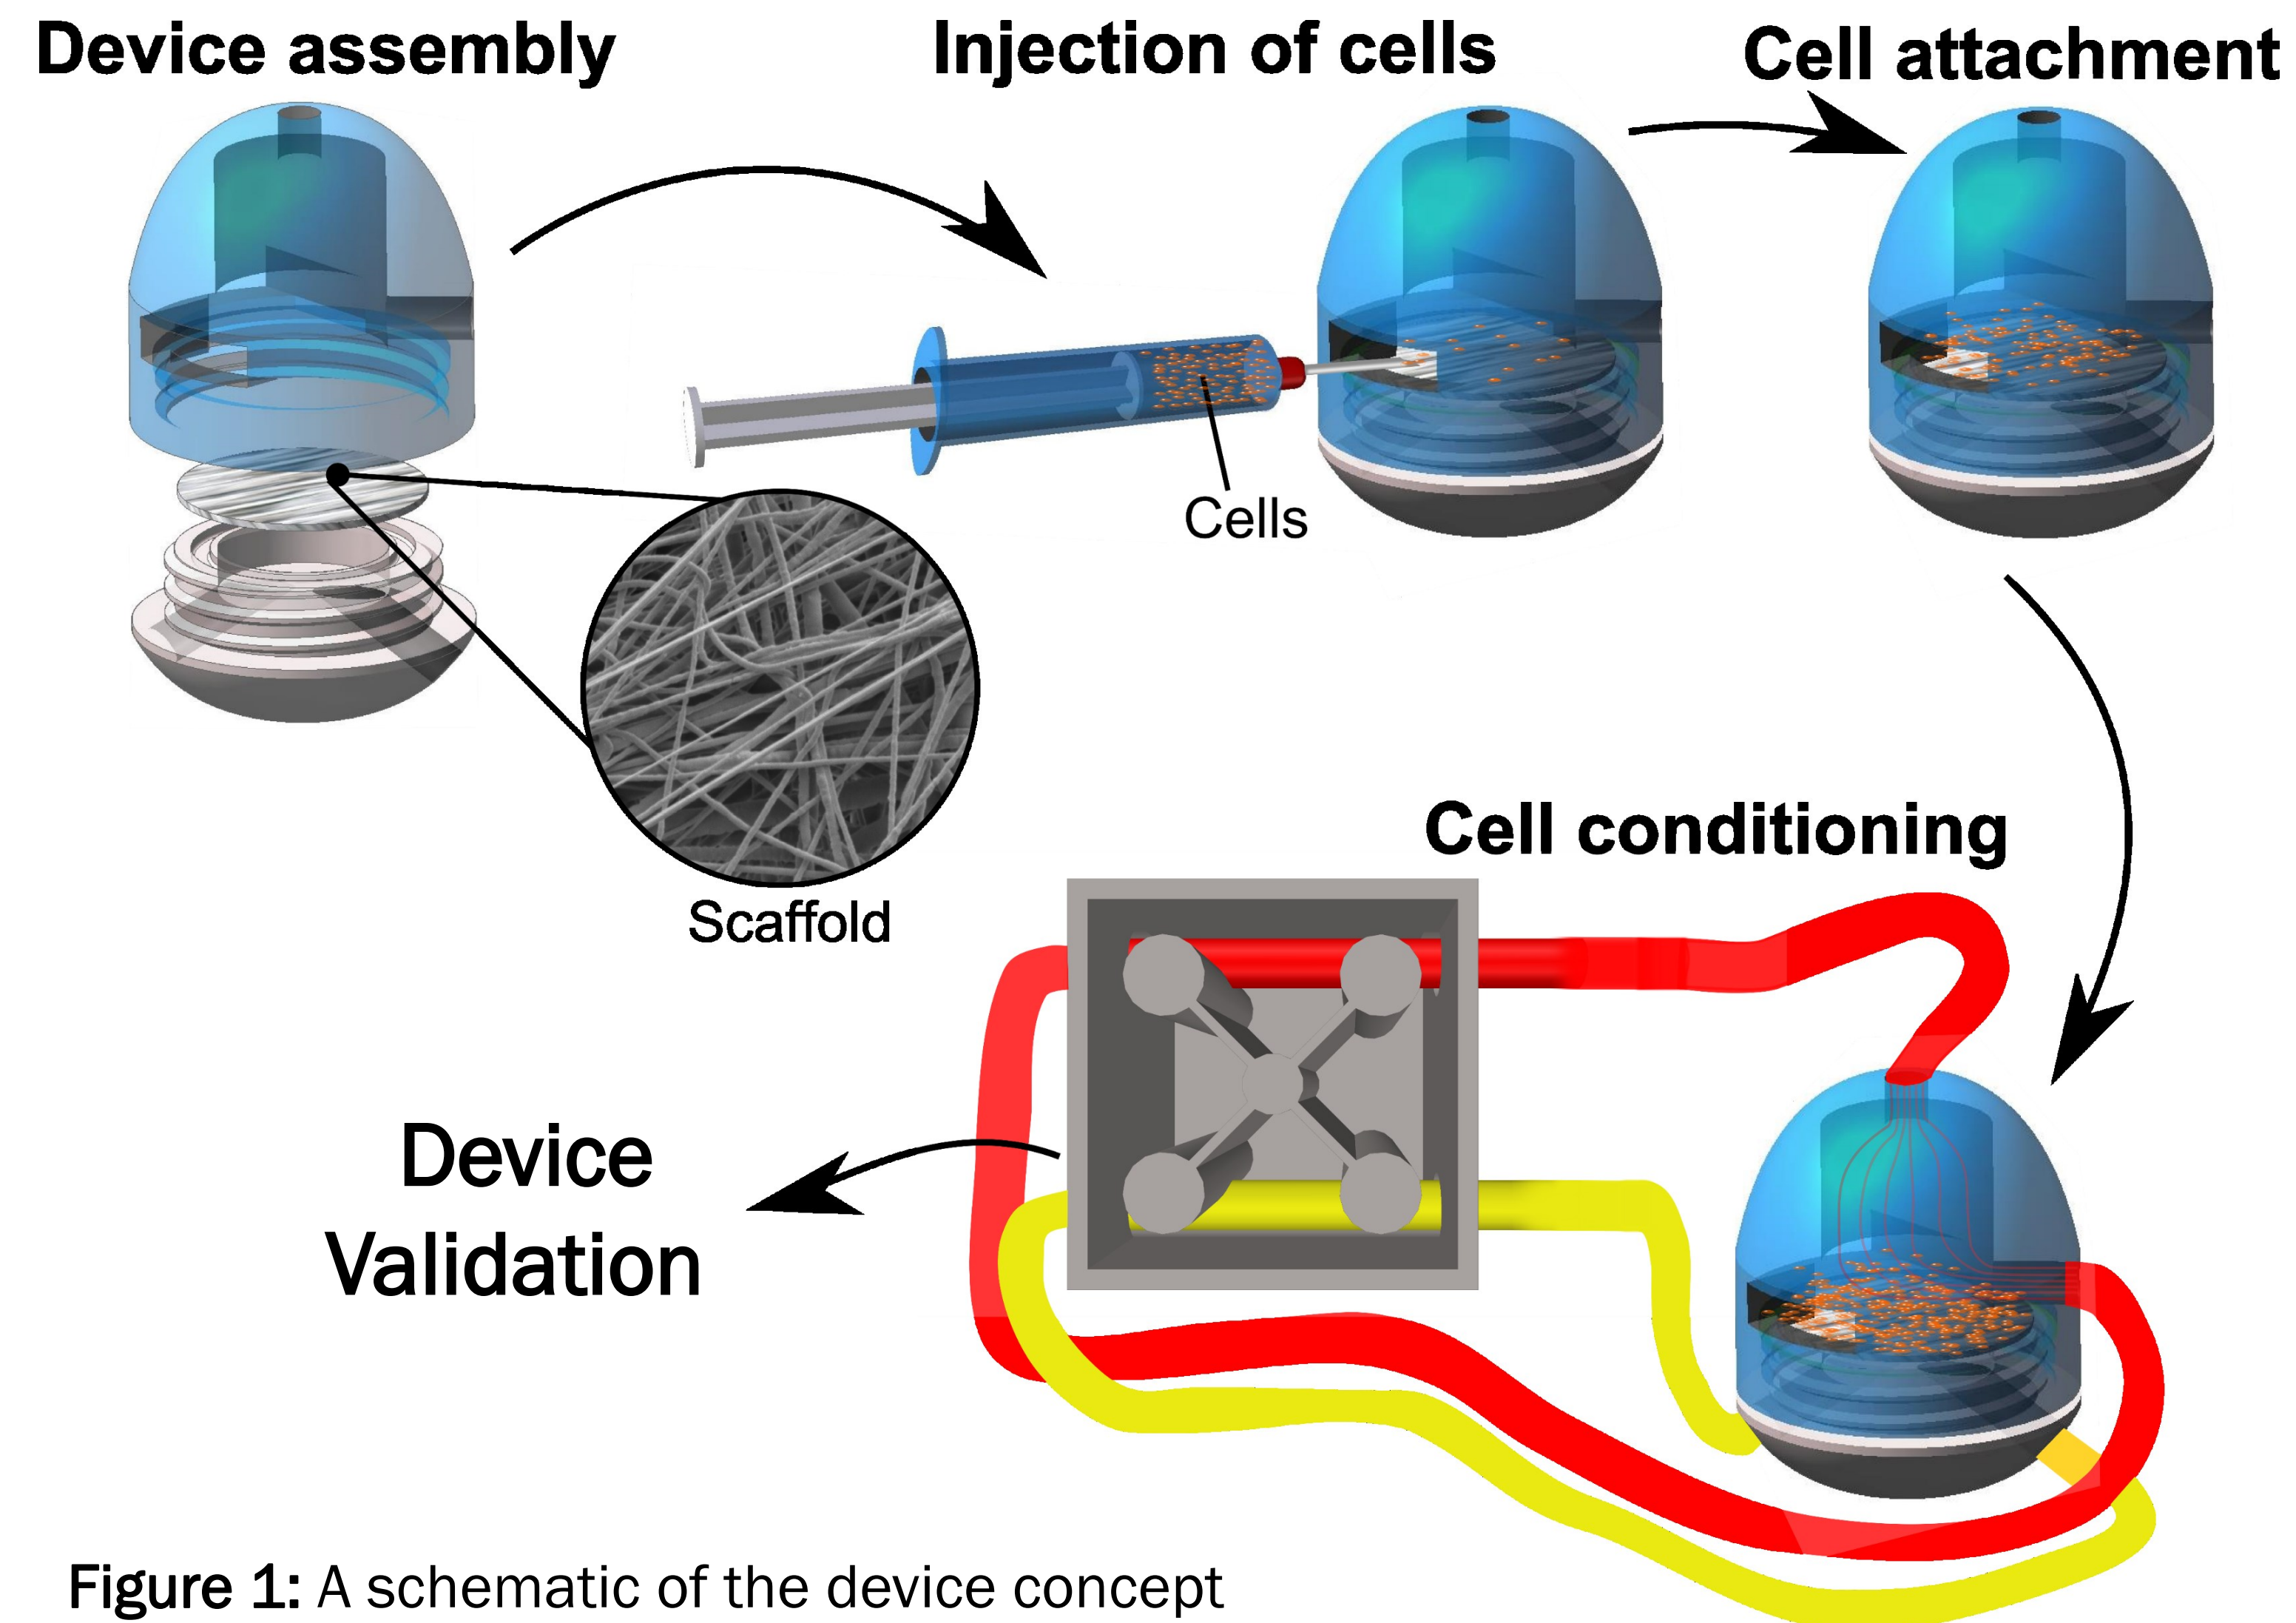 Device assembly
Injection of cells
Cell attachment
Cells
Scaffold
Cell conditioning
Device
Validation
Figure 1: A schematic of the device concept